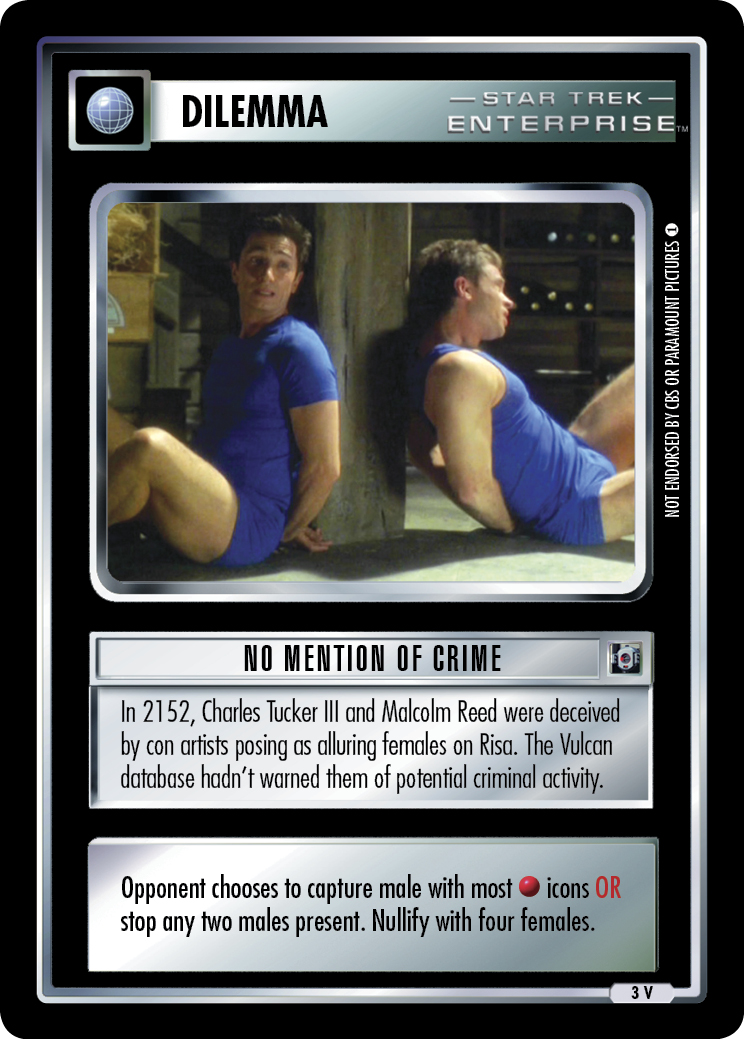 DILEMMA
STAR TREK
ENTERPRISE™
NOT ENDORSED BY CBS OR PARAMOUNT PICTURES 1
NO MENTION OF CRIME
In 2152, Charles Tucker III and Malcolm Reed were deceived
by con artists posing as alluring females on Risa. The Vulcan
database hadn't warned them of potential criminal activity.
Opponent chooses to capture male with most icons OR
stop any two males present. Nullify with four females.
3 V